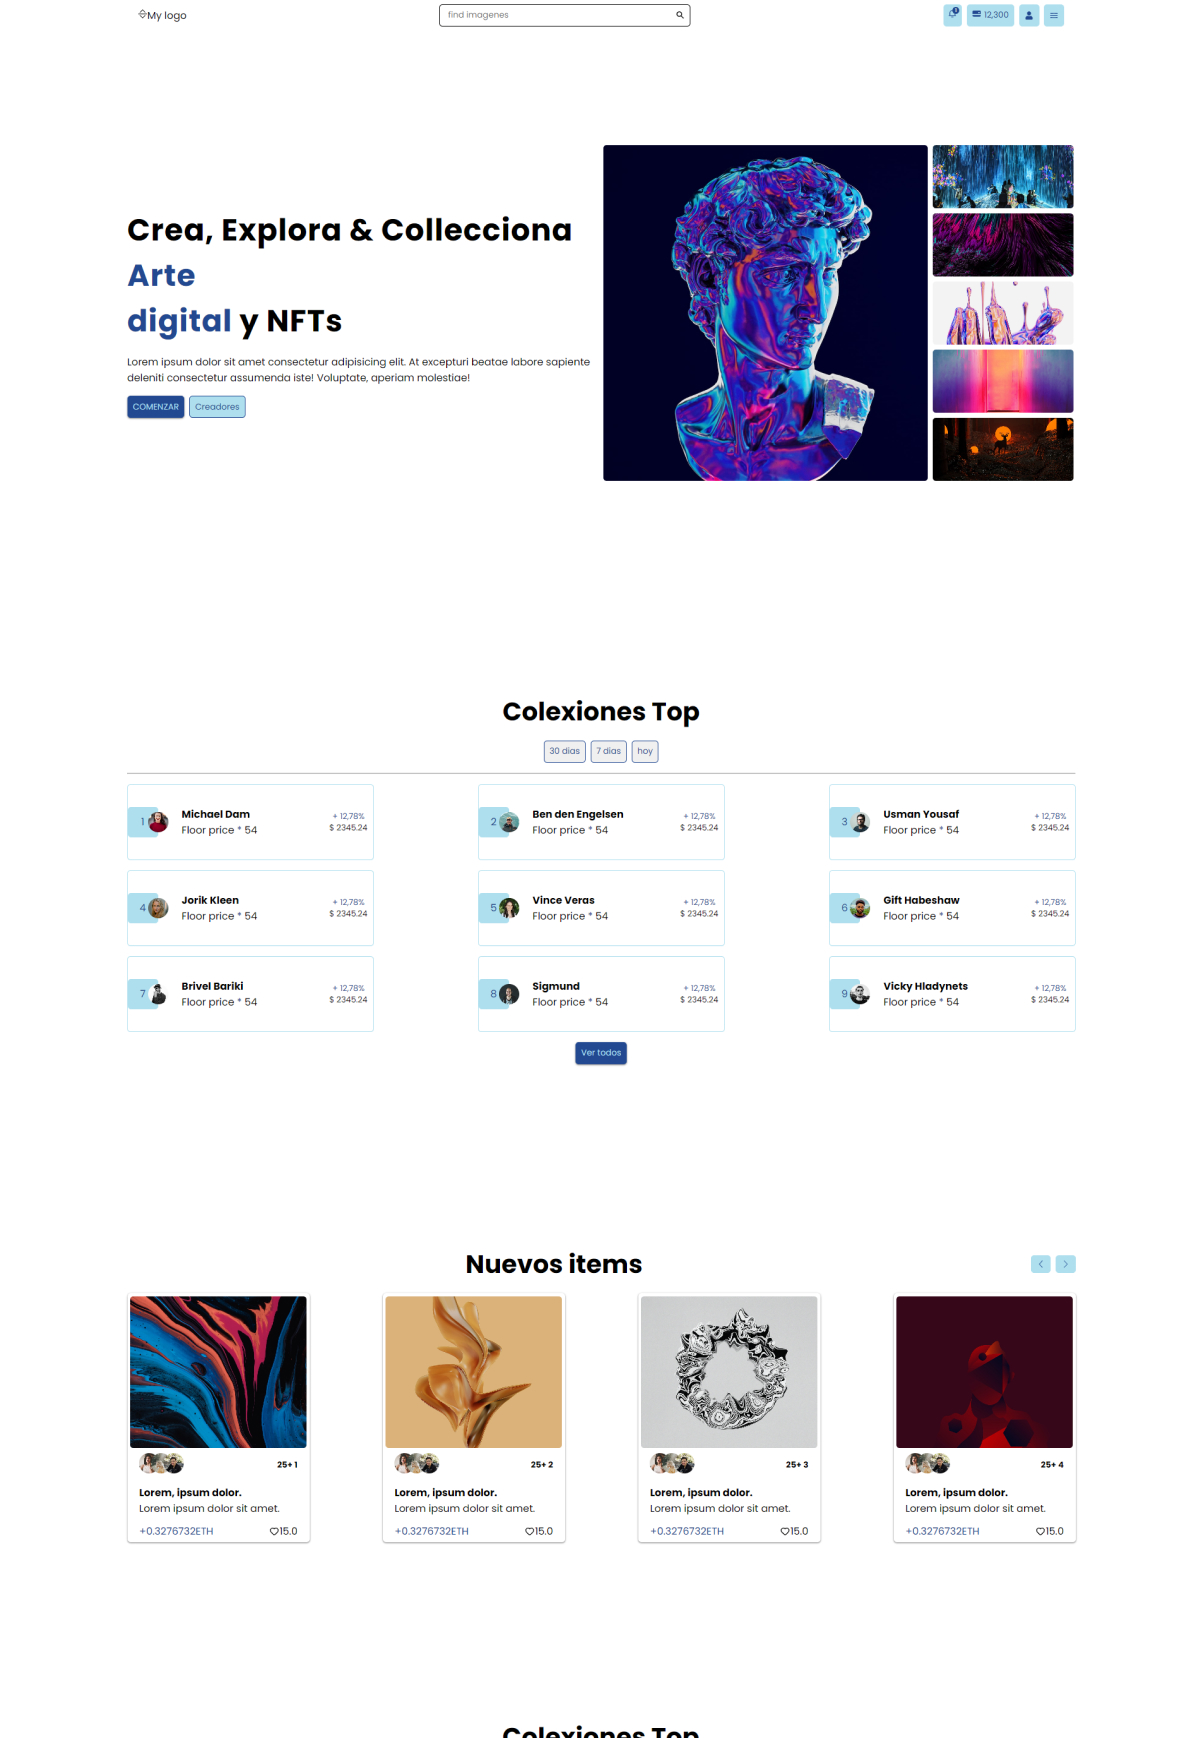 My logo
find imagenes
1
12,300
Crea, Explora & Collecciona
Arte
digital y NFTs
Lorem ipsum dolor sit amet consectetur adipisicing elit. At excepturi beatae labore sapiente
deleniti consectetur assumenda iste! Voluptate, aperiam molestiae!
COMENZAR
Creadores
Colexiones Top
30 dias
7 dias
hoy
1
Michael Dam
Floor price * 54
+ 12,78%
$ 2345.24
2
Ben den Engelsen
Floor price * 54
+ 12,78%
$ 2345.24
3
Usman Yousaf
Floor price * 54
+ 12,78%
$ 2345.24
4
Jorik Kleen
Floor price * 54
+ 12,78%
$ 2345.24
5
Vince Veras
Floor price * 54
+ 12,78%
$ 2345.24
6
Gift Habeshaw
Floor price * 54
+ 12,78%
$ 2345.24
7
Brivel Bariki
Floor price * 54
+ 12,78%
$ 2345.24
8
Sigmund
Floor price * 54
+ 12,78%
$ 2345.24
9
Vicky Hladynets
Floor price * 54
+ 12,78%
$ 2345.24
Ver todos
Nuevos items
25+ 1
Lorem, ipsum dolor.
Lorem ipsum dolor sit amet.
+0.3276732ETH
15.0
25+ 2
Lorem, ipsum dolor.
Lorem ipsum dolor sit amet.
+0.3276732ETH
15.0
25+ 3
Lorem, ipsum dolor.
Lorem ipsum dolor sit amet.
+0.3276732ETH
15.0
25+ 4
Lorem, ipsum dolor.
Lorem ipsum dolor sit amet.
+0.3276732ETH
15.0
Colexiones Top